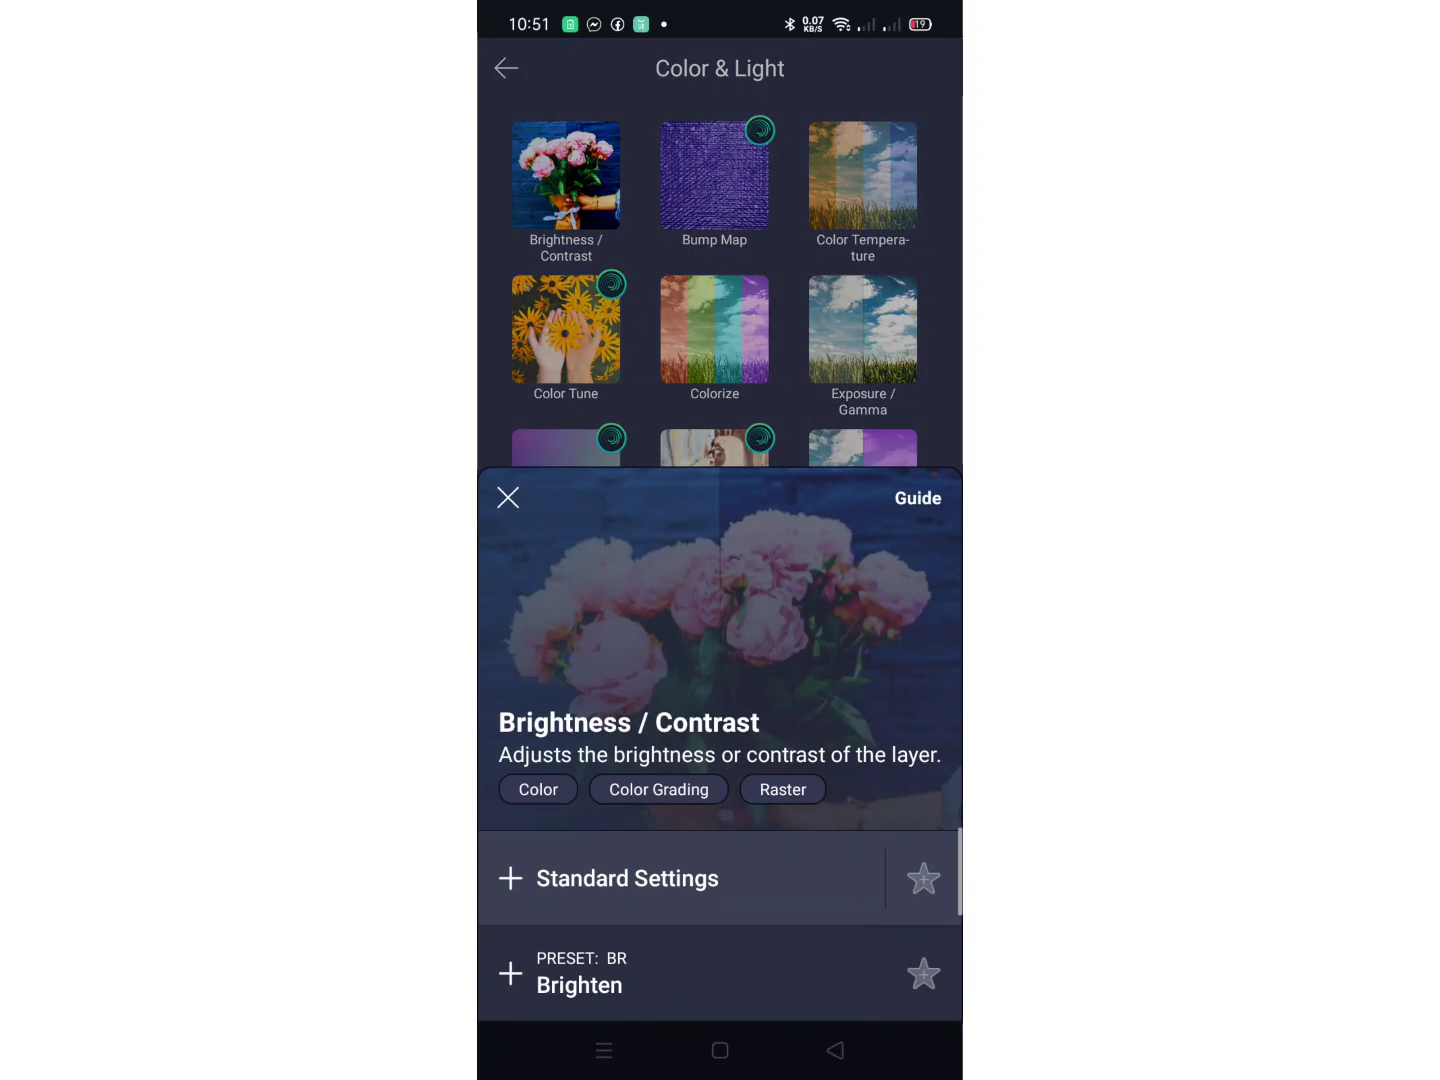 10:51
0.07
KB/S
19
Color & Light
Brightness /
Contrast
Bump Map
Color Tempera-
ture
Color Tune
Colorize
Exposure /
Gamma
Guide
Brightness / Contrast
Adjusts the brightness or contrast of the layer.
Color
Color Grading
Raster
Standard Settings
PRESET: BR
Brighten